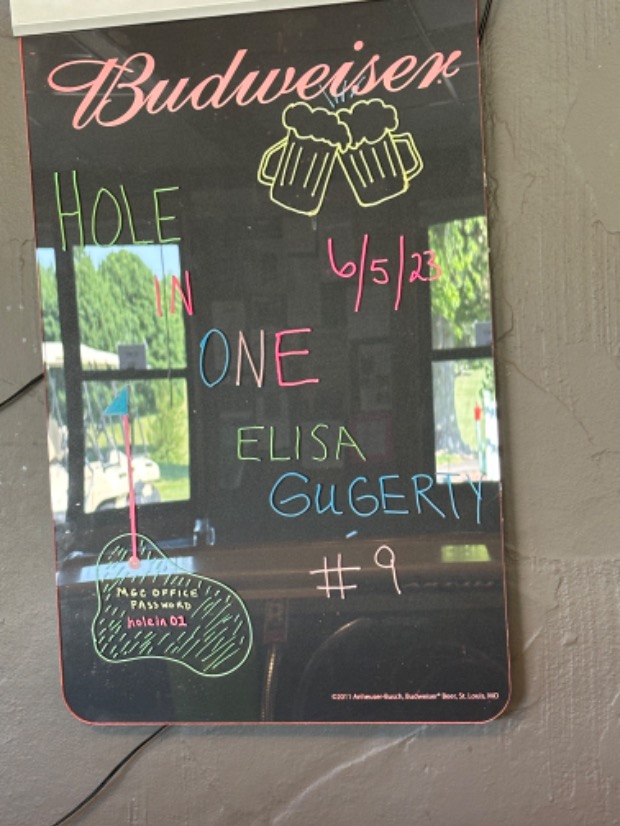 Budweiser
HOLE
IN
6/5/23
ONE
ELISA
GUGERTY
#9
MGC OFFICE
PASSWORD
holein01
©2011 Anheuser-Busch, Budweiser® Beer, St. Louis, MO